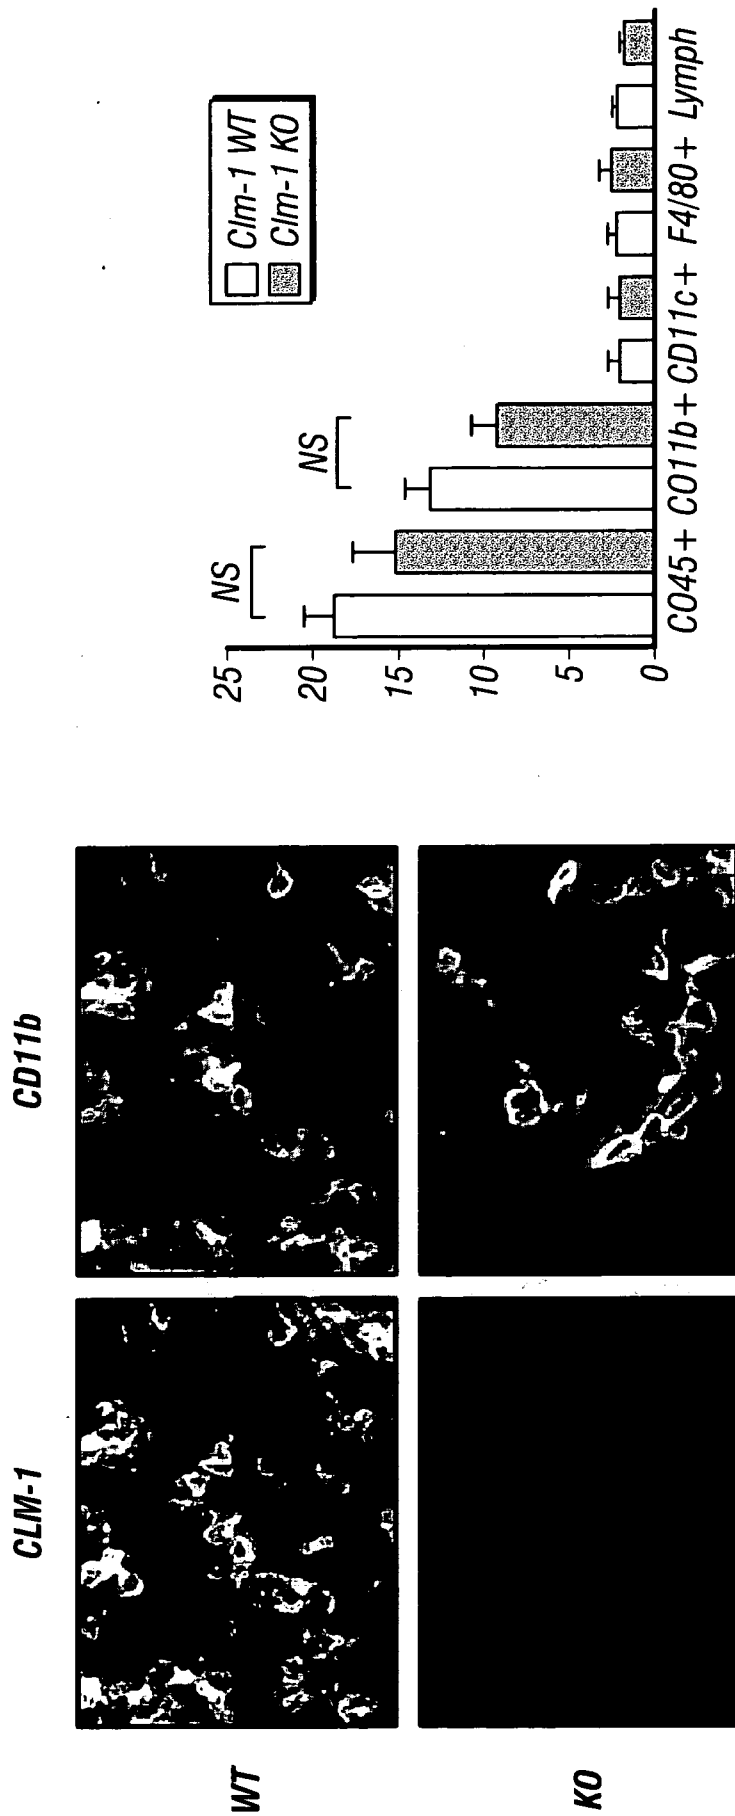 CLM-1
CD11b
WT
KO
Clm-1 WT
Clm-1 KO
NS
NS
25
20
15
10
5
0
CO45+ CO11b+ CD11c+ F4/80+ Lymph